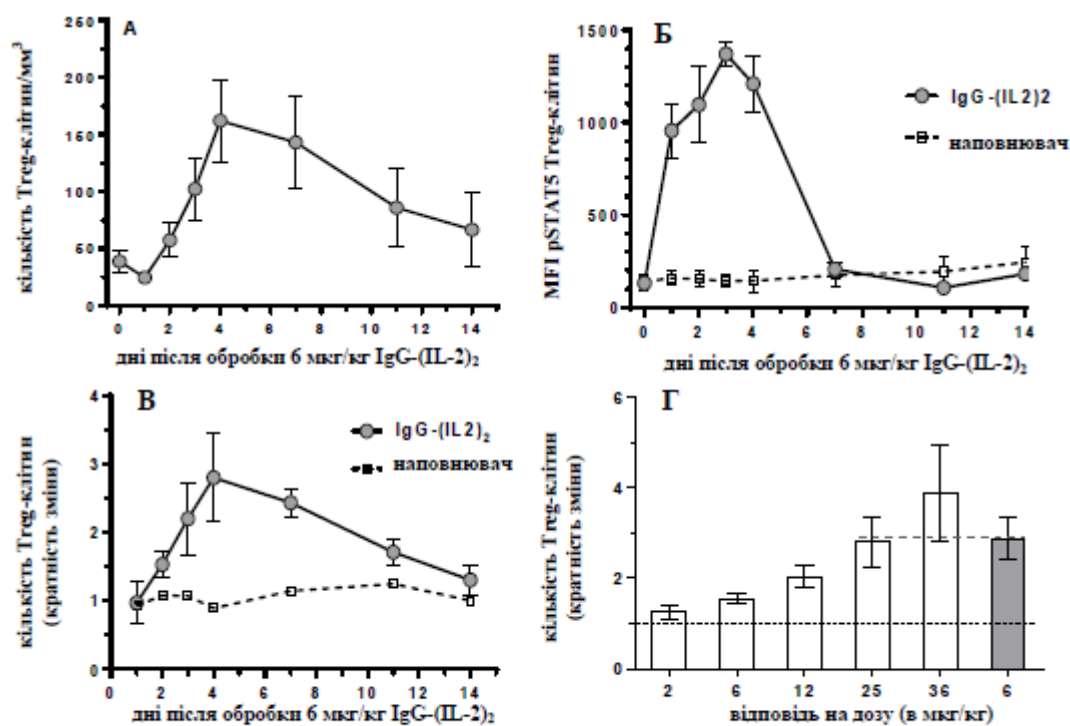 А
260
200
150
100
50
0
кількість Treg-клітин/мм³
0 2 4 6 8 10 12 14
дні після обробки 6 мкг/кг IgG-(IL-2)₂
Б
1500
1000
500
0
MFI pSTAT5 Treg-клітин
IgG-(IL2)2
наповнювач
0 2 4 6 8 10 12 14
дні після обробки 6 мкг/кг IgG-(IL-2)₂
В
4
3
2
1
0
кількість Treg-клітин
(кратність зміни)
IgG-(IL2)₂
наповнювач
0 2 4 6 8 10 12 14
дні після обробки 6 мкг/кг IgG-(IL-2)₂
Г
6
4
2
0
кількість Treg-клітин
(кратність зміни)
2 6 12 25 36 6
відповідь на дозу (в мкг/кг)